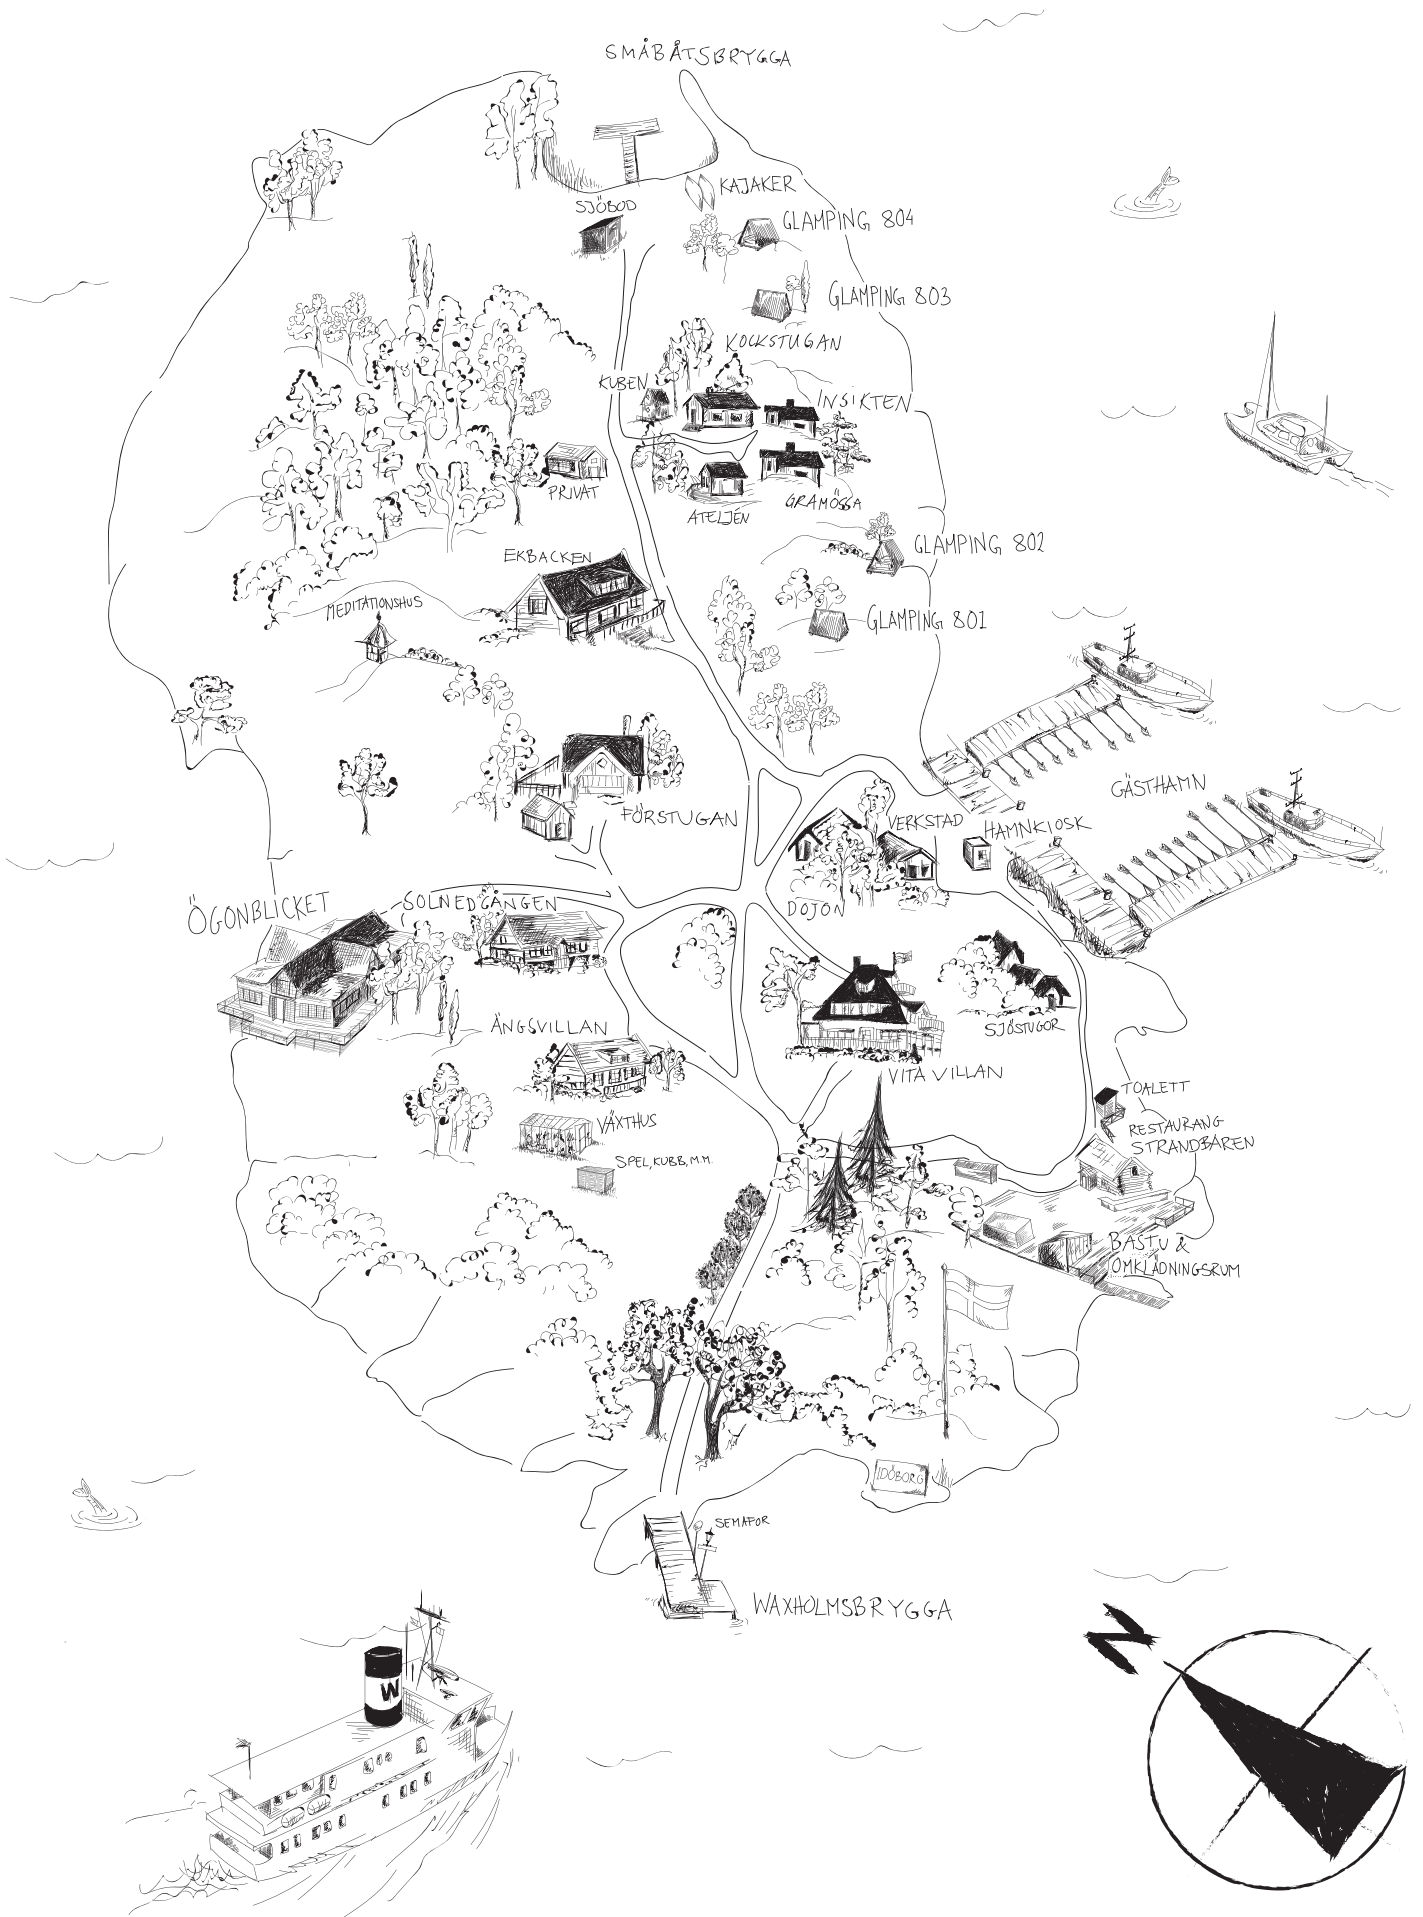 SMÅBÅTSBRYGGA
KAJAKER
SJÖBOD
GLAMPING 804
GLAMPING 803
KOCKSTUGAN
KUBEN
INSIKTEN
PRIVAT
GRAMÖSSA
ATELJÉN
GLAMPING 802
EKBACKEN
MEDITATIONSHUS
GLAMPING 801
GÄSTHAMN
FÖRSTUGAN
VERKSTAD
HAMNKIOSK
ÖGONBLICKET
SOLNEDGÅNGEN
DOJON
ÄNGSVILLAN
SJÖSTUGOR
VITA VILLAN
TOALETT
VÄXTHUS
RESTAURANG
STRANDBAREN
SPEL, KUBB, M.M.
BASTU &
OMKLÄDNINGSRUM
IDÖBORG
SEMAFOR
WAXHOLMSBRYGGA
N
W